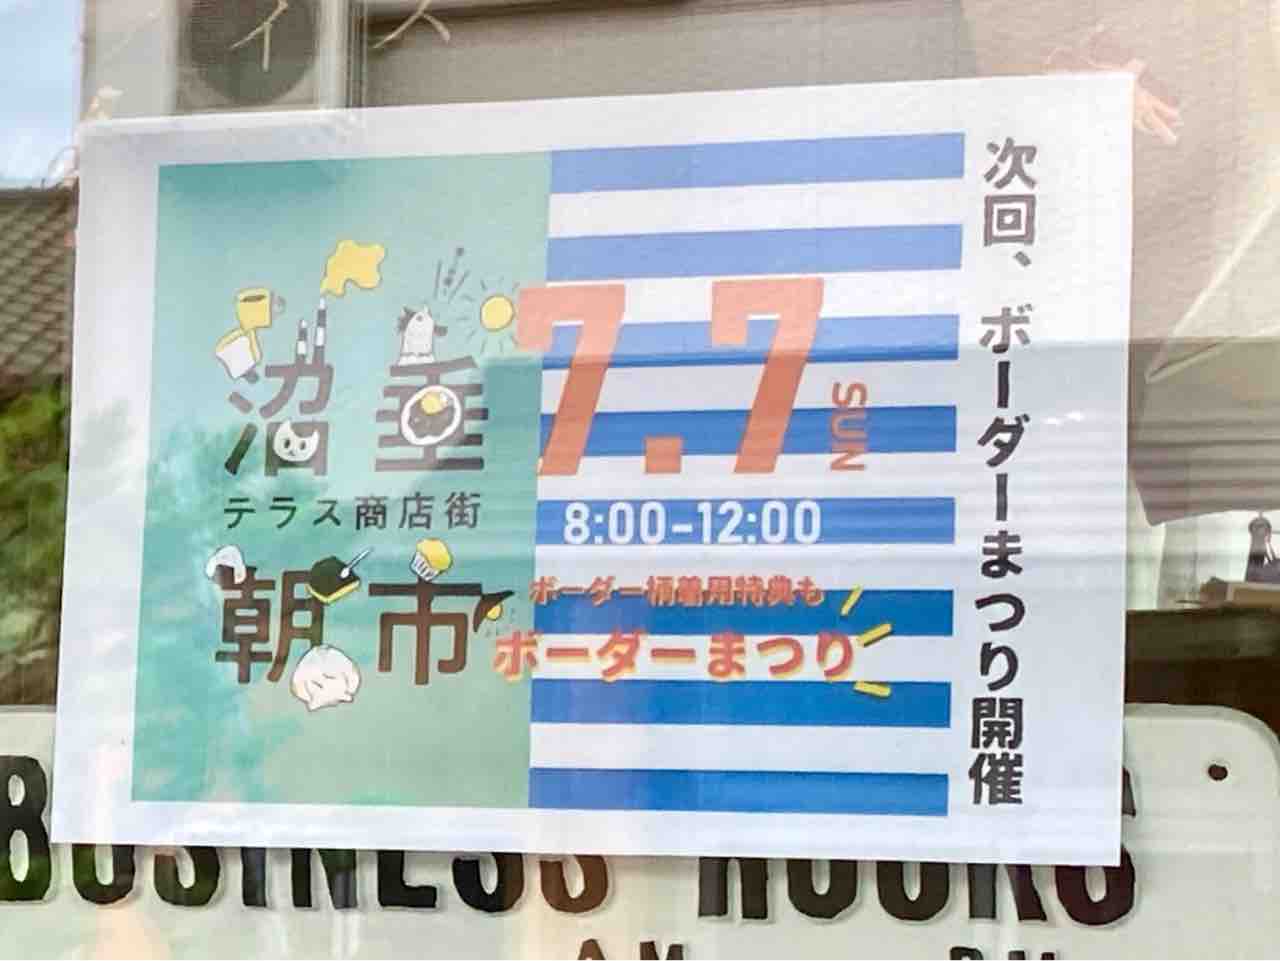 沼垂
テラス商店街
朝市
7.7
SUN
8:00-12:00
ボーダー柄着用特典も
ボーダーまつり
次回、ボーダーまつり開催
BUSINESS HOURS